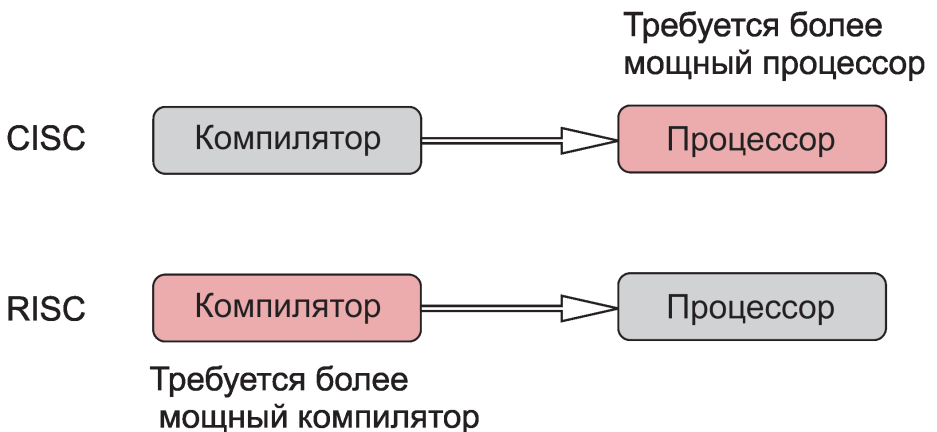 Требуется более
мощный процессор
CISC Компилятор Процессор
RISC Компилятор Процессор
Требуется более
мощный компилятор